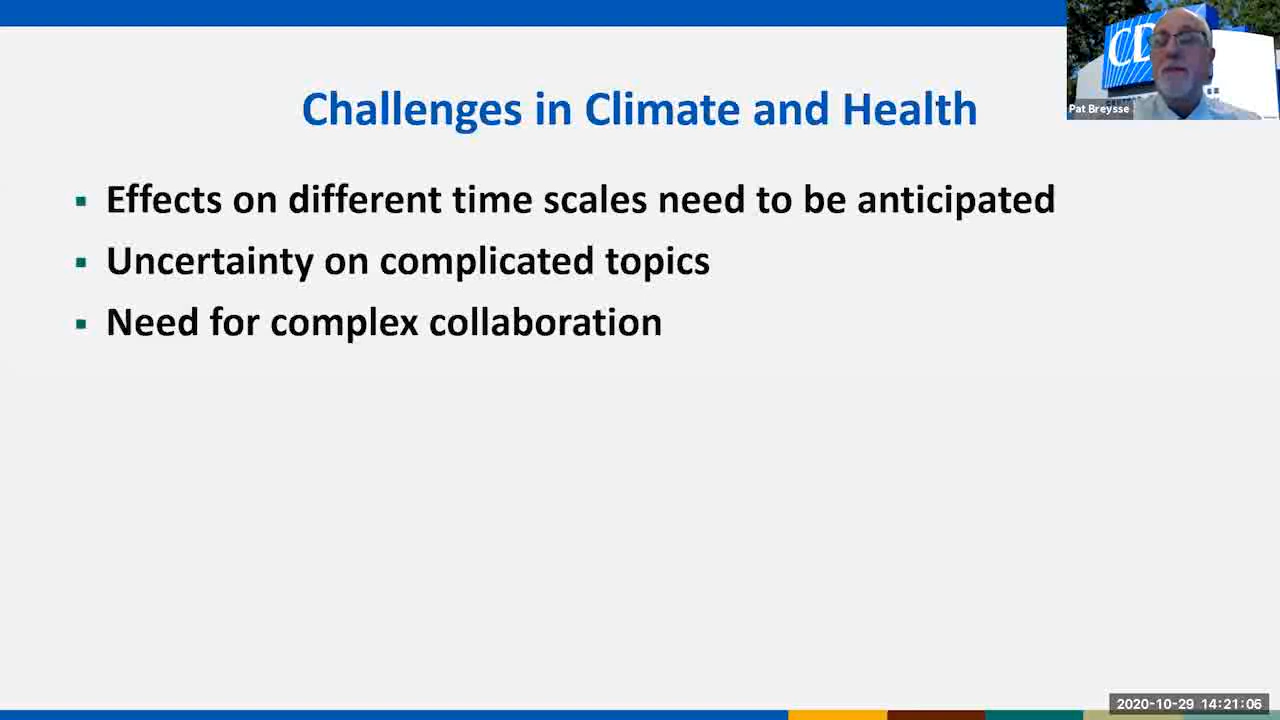 Challenges in Climate and Health
CD
Pat Breysse
▪ Effects on different time scales need to be anticipated
▪ Uncertainty on complicated topics
▪ Need for complex collaboration
2020-10-29 14:21:06